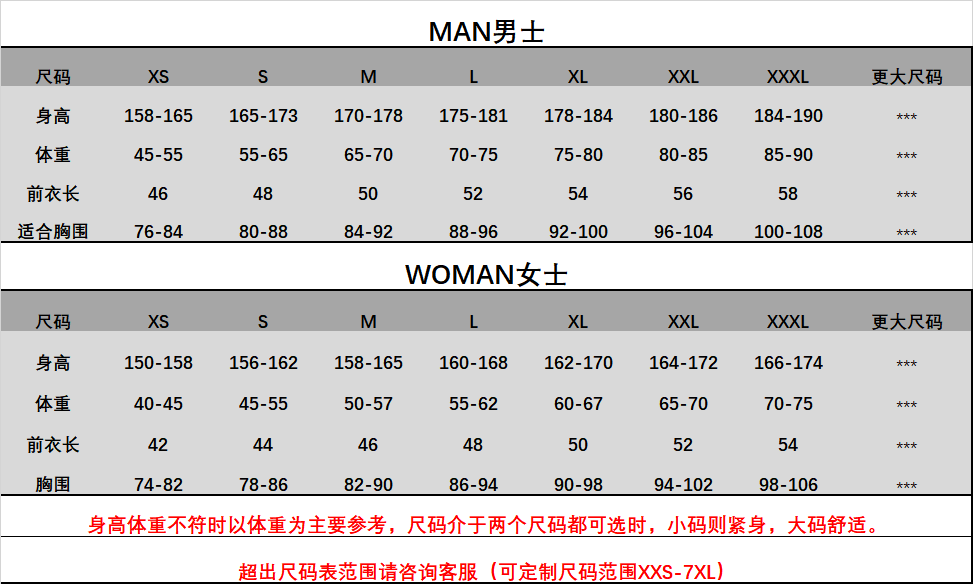 MAN男士
尺码 XS S M L XL XXL XXXL 更大尺码
身高 158-165 165-173 170-178 175-181 178-184 180-186 184-190 ***
体重 45-55 55-65 65-70 70-75 75-80 80-85 85-90 ***
前衣长 46 48 50 52 54 56 58 ***
适合胸围 76-84 80-88 84-92 88-96 92-100 96-104 100-108 ***
WOMAN女士
尺码 XS S M L XL XXL XXXL 更大尺码
身高 150-158 156-162 158-165 160-168 162-170 164-172 166-174 ***
体重 40-45 45-55 50-57 55-62 60-67 65-70 70-75 ***
前衣长 42 44 46 48 50 52 54 ***
胸围 74-82 78-86 82-90 86-94 90-98 94-102 98-106 ***
身高体重不符时以体重为主要参考，尺码介于两个尺码都可选时，小码则紧身，大码舒适。
超出尺码表范围请咨询客服（可定制尺码范围XXS-7XL）